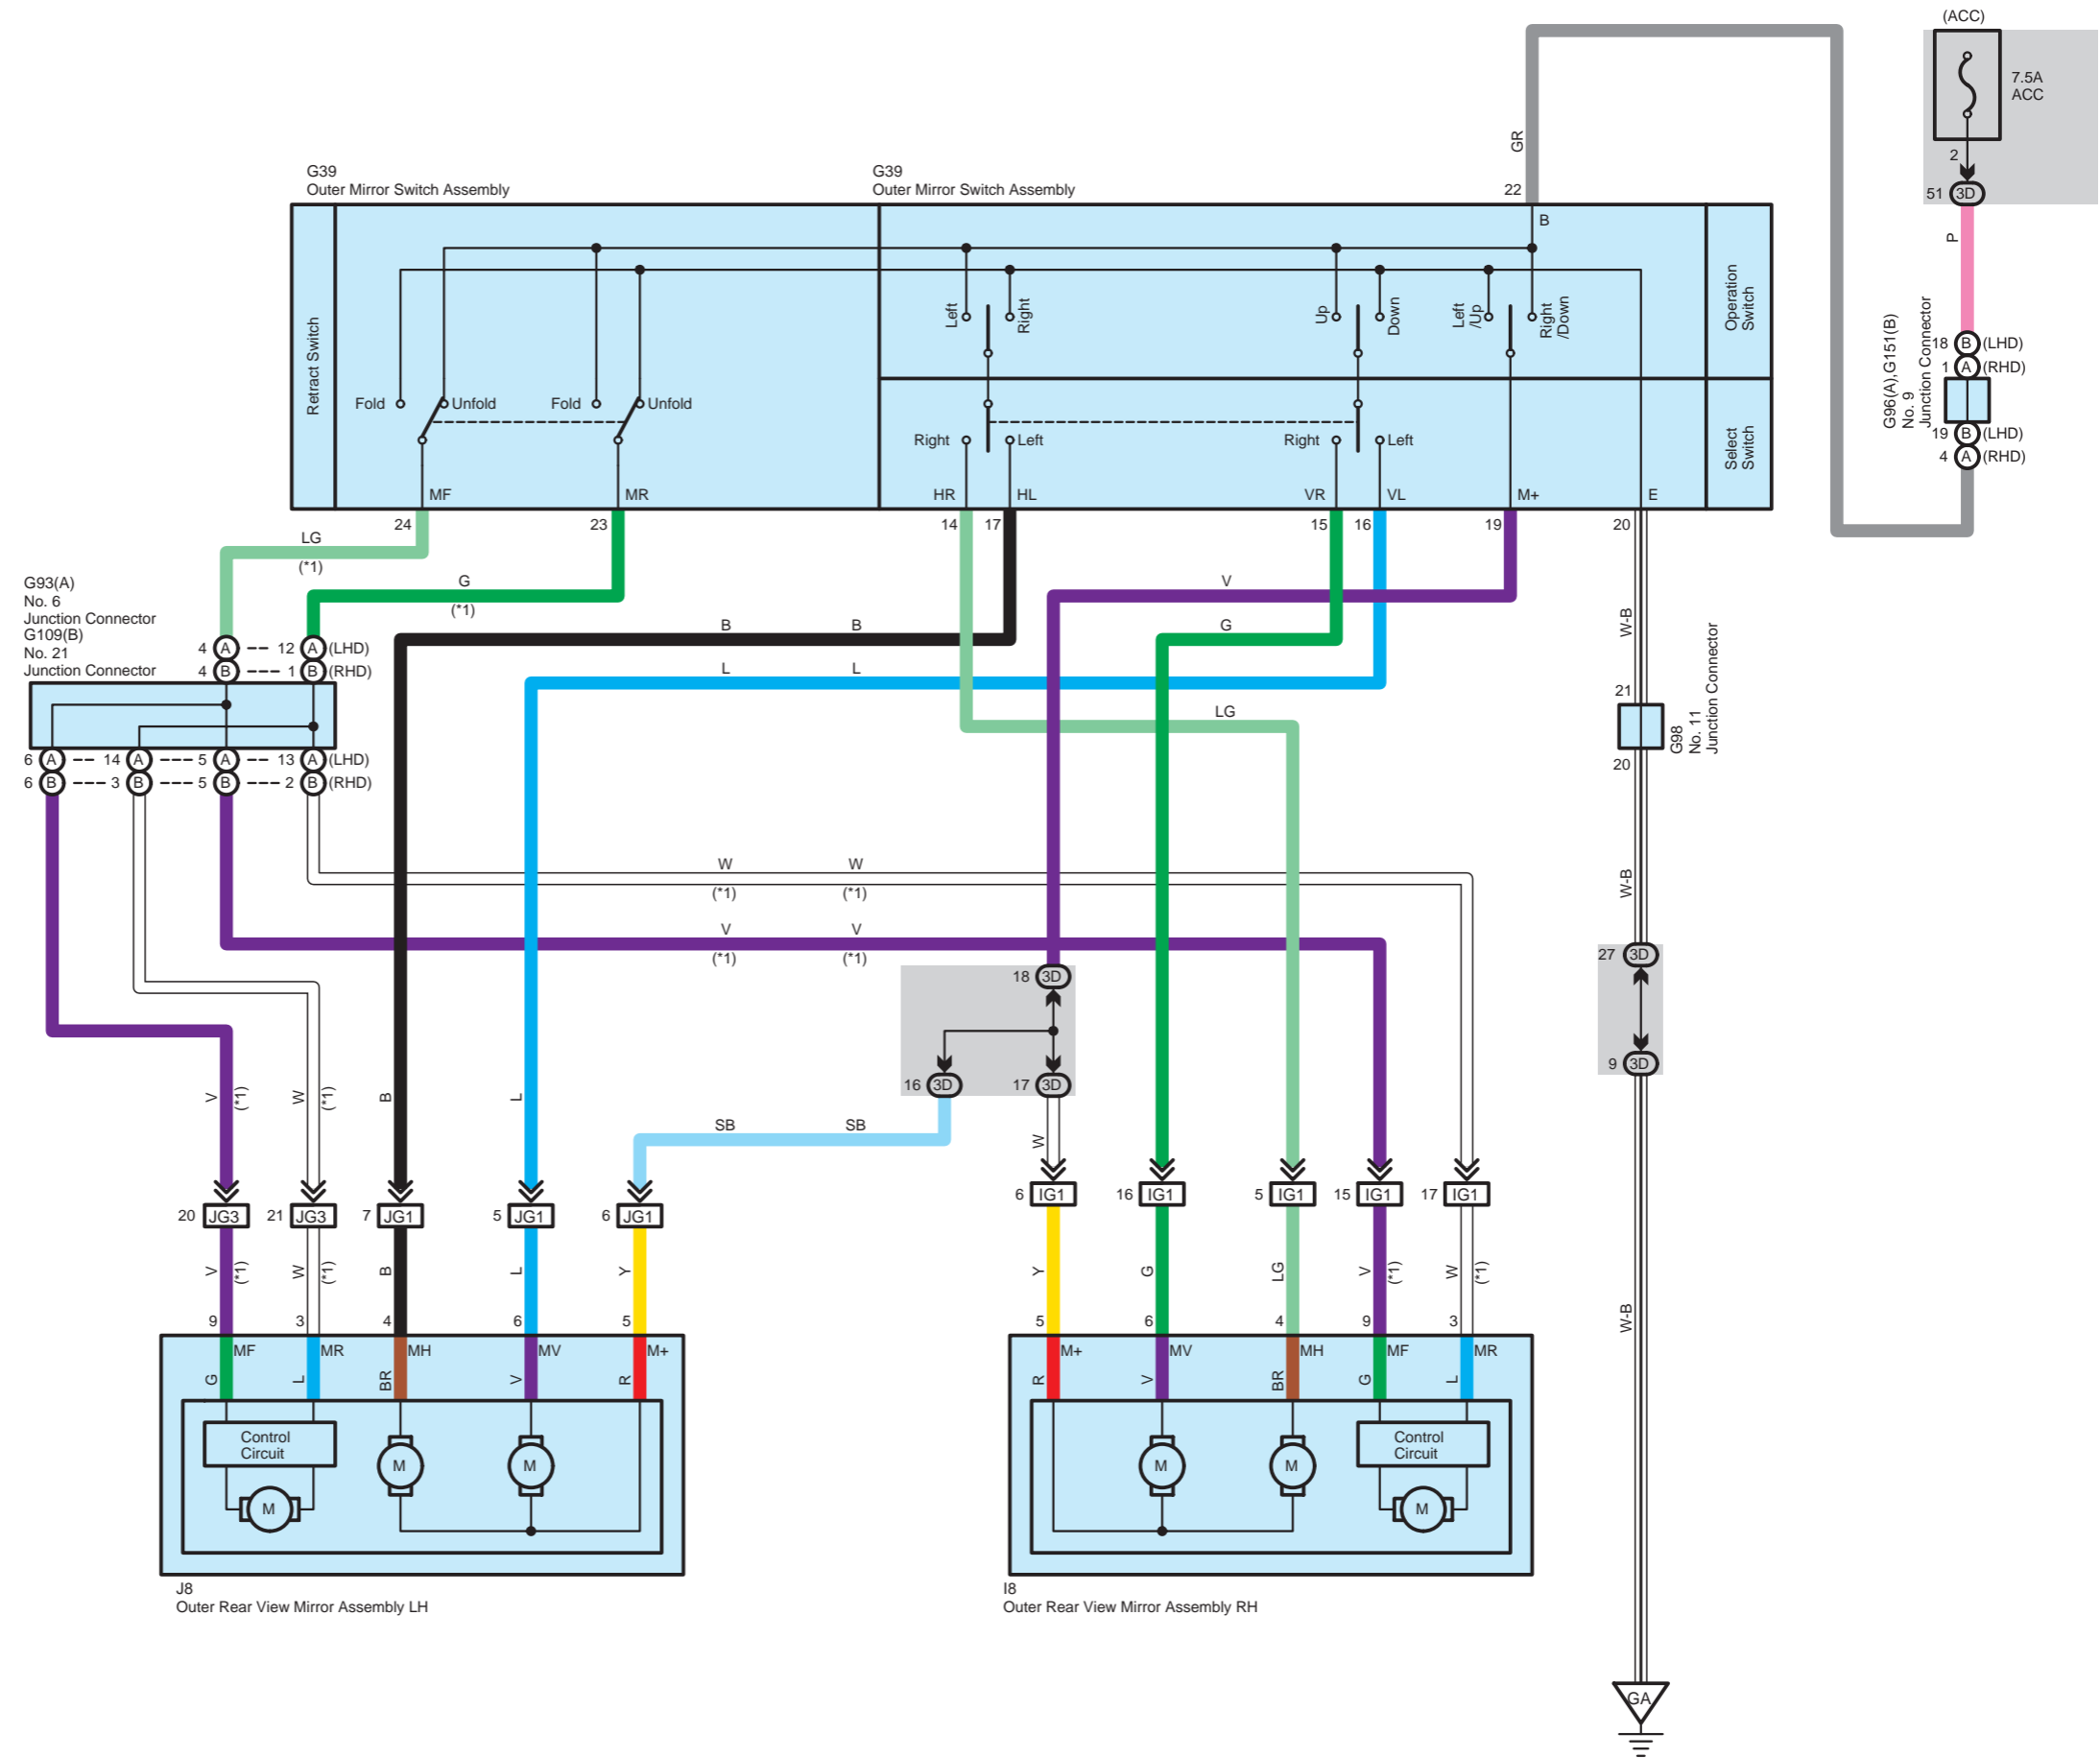 (ACC)
7.5A
ACC
2
51 3D
P
GR
G39
Outer Mirror Switch Assembly
G39
Outer Mirror Switch Assembly
22
B
Retract Switch
Fold
Unfold
Fold
Unfold
Left
Right
Up
Down
Left
/Up
Right
/Down
Operation
Switch
Right
Left
Right
Left
Select
Switch
MF
MR
HR
HL
VR
VL
M+
E
24
23
14
17
15
16
19
20
G96(A),G151(B)
No. 9
Junction Connector
18 B (LHD)
1 A (RHD)
19 B (LHD)
4 A (RHD)
LG
(*1)
G
(*1)
V
B
B
G
L
L
LG
W-B
G93(A)
No. 6
Junction Connector
G109(B)
No. 21
Junction Connector
4 A 12 A (LHD)
4 B 1 B (RHD)
6 A 14 A 5 A 13 A (LHD)
6 B 3 B 5 B 2 B (RHD)
21
20
G98
No. 11
Junction Connector
W
W
(*1)
(*1)
V
V
(*1)
(*1)
W-B
18 3D
16 3D
17 3D
27 3D
9 3D
V
(*1)
W
(*1)
B
L
SB
SB
W
20 JG3
21 JG3
7 JG1
5 JG1
6 JG1
6 IG1
16 IG1
5 IG1
15 IG1
17 IG1
V
(*1)
W
(*1)
B
L
Y
Y
G
LG
V
(*1)
W
(*1)
W-B
9
3
4
6
5
5
6
4
9
3
MF
MR
MH
MV
M+
M+
MV
MH
MF
MR
G
L
BR
V
R
R
V
BR
G
L
Control
Circuit
M
M
M
M
M
Control
Circuit
M
J8
Outer Rear View Mirror Assembly LH
I8
Outer Rear View Mirror Assembly RH
GA